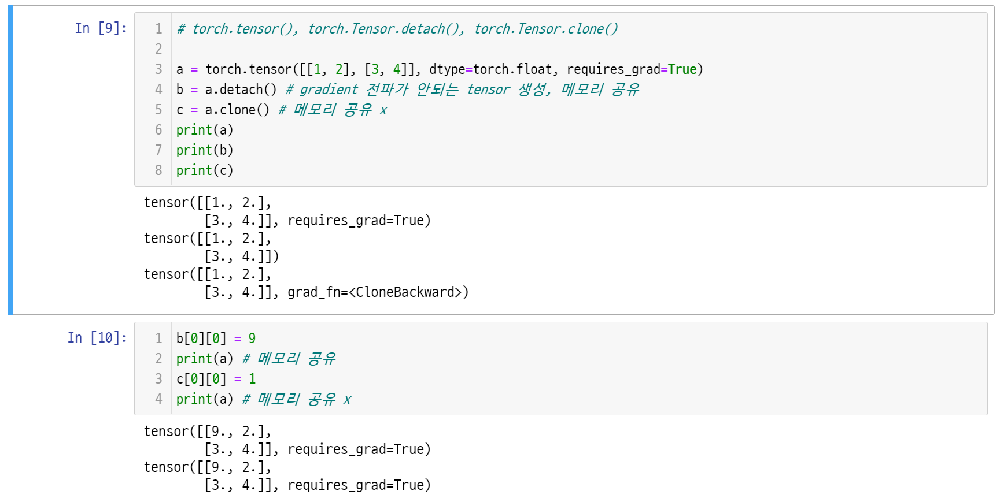 In [9]:
1 # torch.tensor(), torch.Tensor.detach(), torch.Tensor.clone()
2
3 a = torch.tensor([[1, 2], [3, 4]], dtype=torch.float, requires_grad=True)
4 b = a.detach() # gradient 전파가 안되는 tensor 생성, 메모리 공유
5 c = a.clone() # 메모리 공유 x
6 print(a)
7 print(b)
8 print(c)
tensor([[1., 2.],
        [3., 4.]], requires_grad=True)
tensor([[1., 2.],
        [3., 4.]])
tensor([[1., 2.],
        [3., 4.]], grad_fn=<CloneBackward>)
In [10]:
1 b[0][0] = 9
2 print(a) # 메모리 공유
3 c[0][0] = 1
4 print(a) # 메모리 공유 x
tensor([[9., 2.],
        [3., 4.]], requires_grad=True)
tensor([[9., 2.],
        [3., 4.]], requires_grad=True)